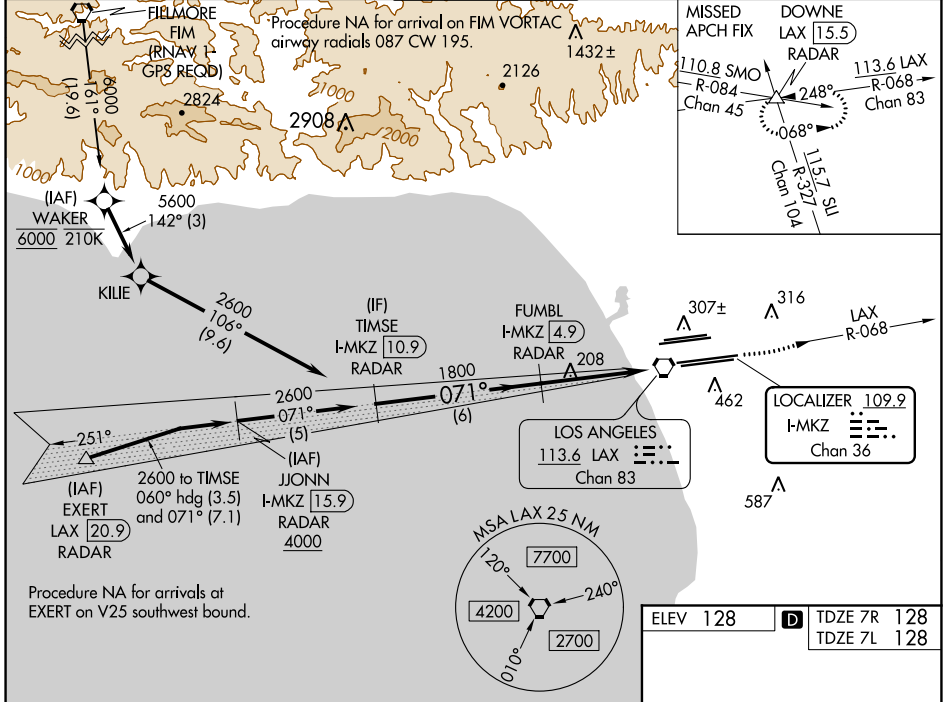 FILLMORE
FIM
(RNAV 1-
GPS REQD)
Procedure NA for arrival on FIM VORTAC
airway radials 087 CW 195.
1432±
2126
2824
2908
1000
2000
1000
6000
161°
(19.6)
MISSED
APCH FIX
DOWNE
LAX 15.5
RADAR
110.8 SMO
R-084
Chan 45
113.6 LAX
R-068
Chan 83
248°
068°
115.7 SLI
R-327
Chan 104
(IAF)
WAKER
6000 210K
5600
142° (3)
KILIE
2600
106°
(9.6)
(IF)
TIMSE
I-MKZ 10.9
RADAR
FUMBL
I-MKZ 4.9
RADAR
208
307±
316
LAX
R-068
462
587
1800
071°
(6)
2600
071°
(5)
251°
(IAF)
EXERT
LAX 20.9
RADAR
2600 to TIMSE
060° hdg (3.5)
and 071° (7.1)
(IAF)
JJONN
I-MKZ 15.9
RADAR
4000
LOS ANGELES
113.6 LAX
Chan 83
LOCALIZER 109.9
I-MKZ
Chan 36
Procedure NA for arrivals at
EXERT on V25 southwest bound.
MSA LAX 25 NM
120°
7700
240°
4200
2700
010°
ELEV 128
D
TDZE 7R 128
TDZE 7L 128